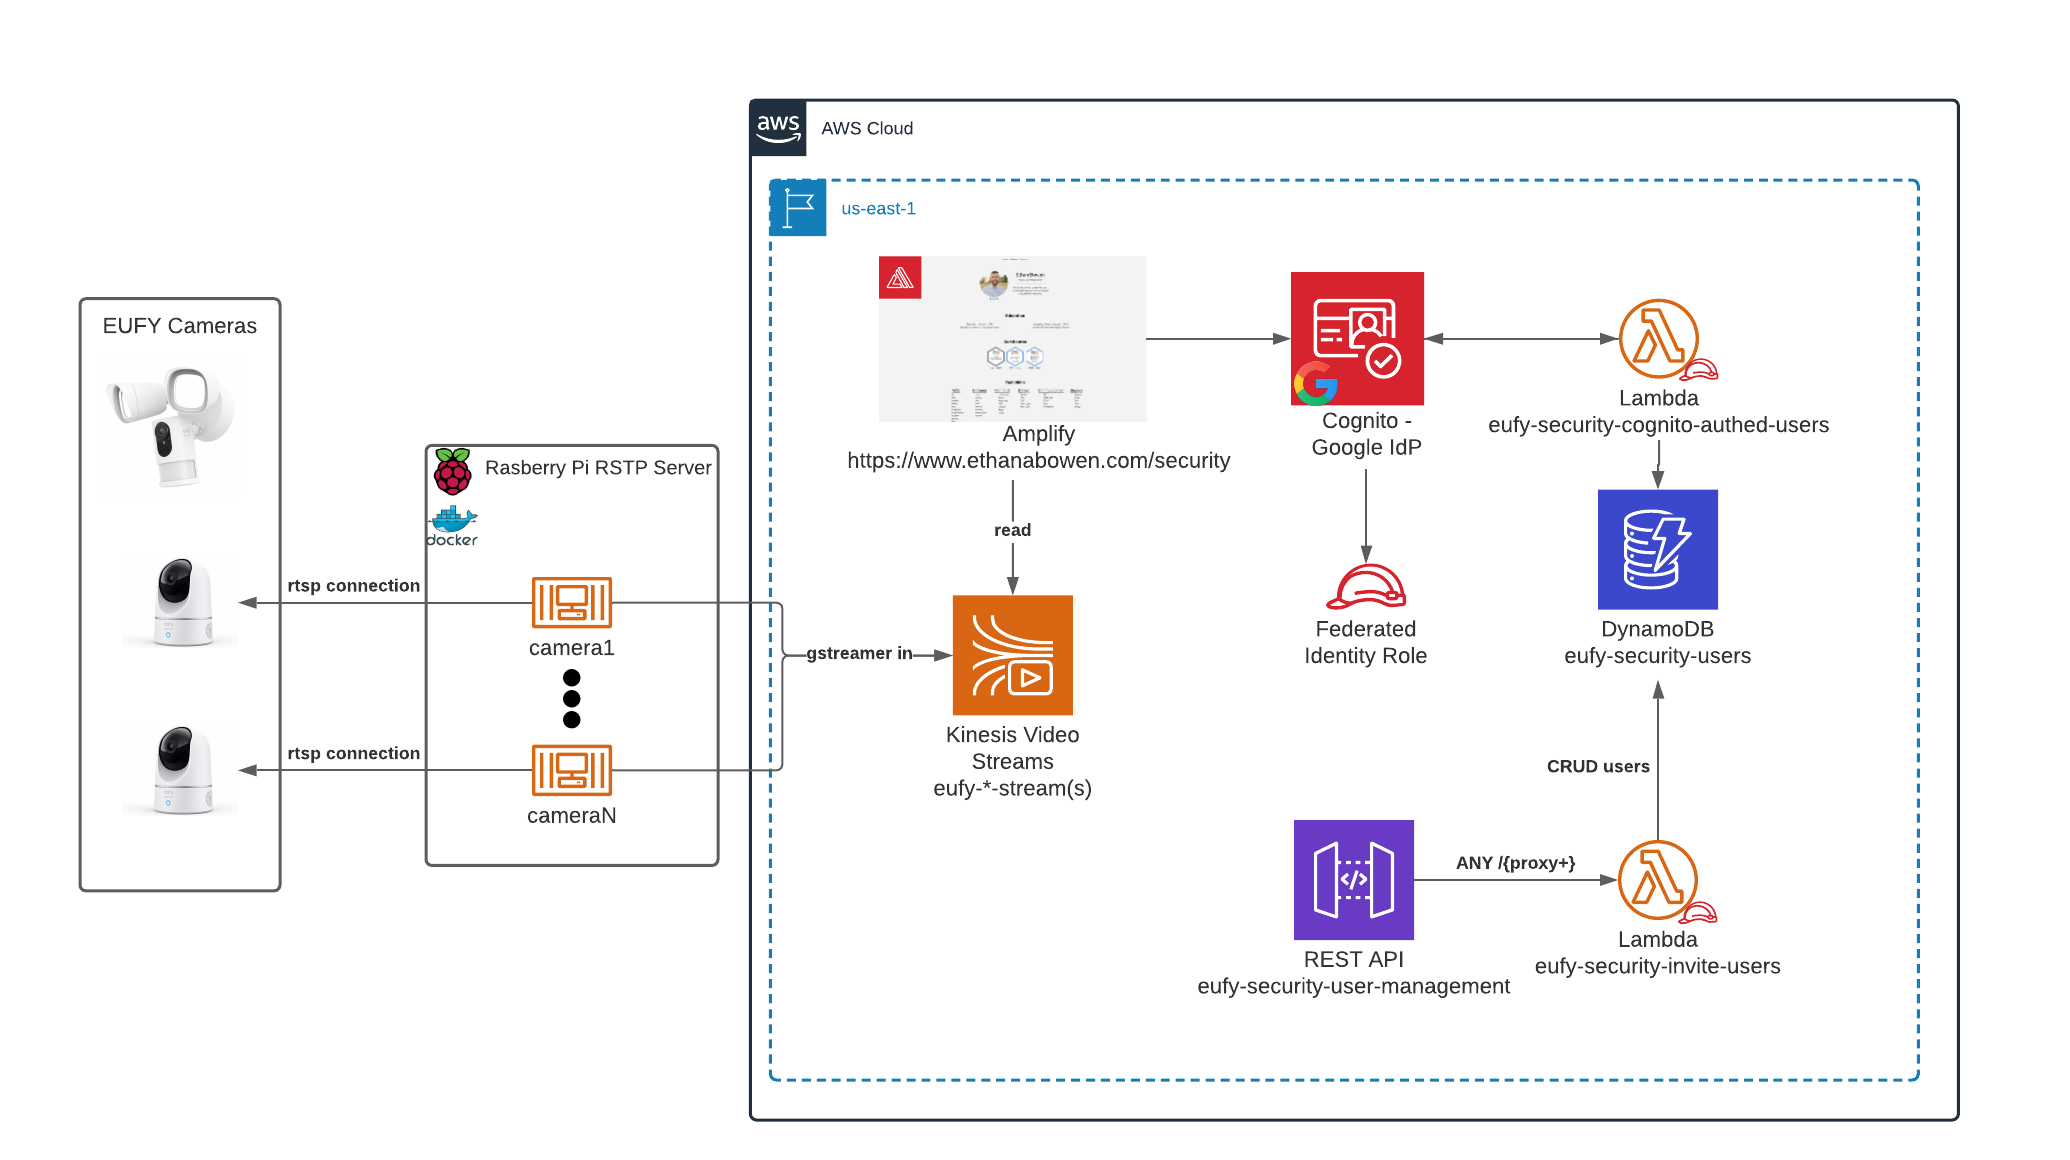 aws
AWS Cloud
us-east-1
EUFY Cameras
Rasberry Pi RSTP Server
docker
rtsp connection
camera1
rtsp connection
cameraN
gstreamer in
Amplify
https://www.ethanabowen.com/security
read
Kinesis Video
Streams
eufy-*-stream(s)
Cognito -
Google IdP
Federated
Identity Role
Lambda
eufy-security-cognito-authed-users
DynamoDB
eufy-security-users
CRUD users
REST API
eufy-security-user-management
ANY /{proxy+}
Lambda
eufy-security-invite-users